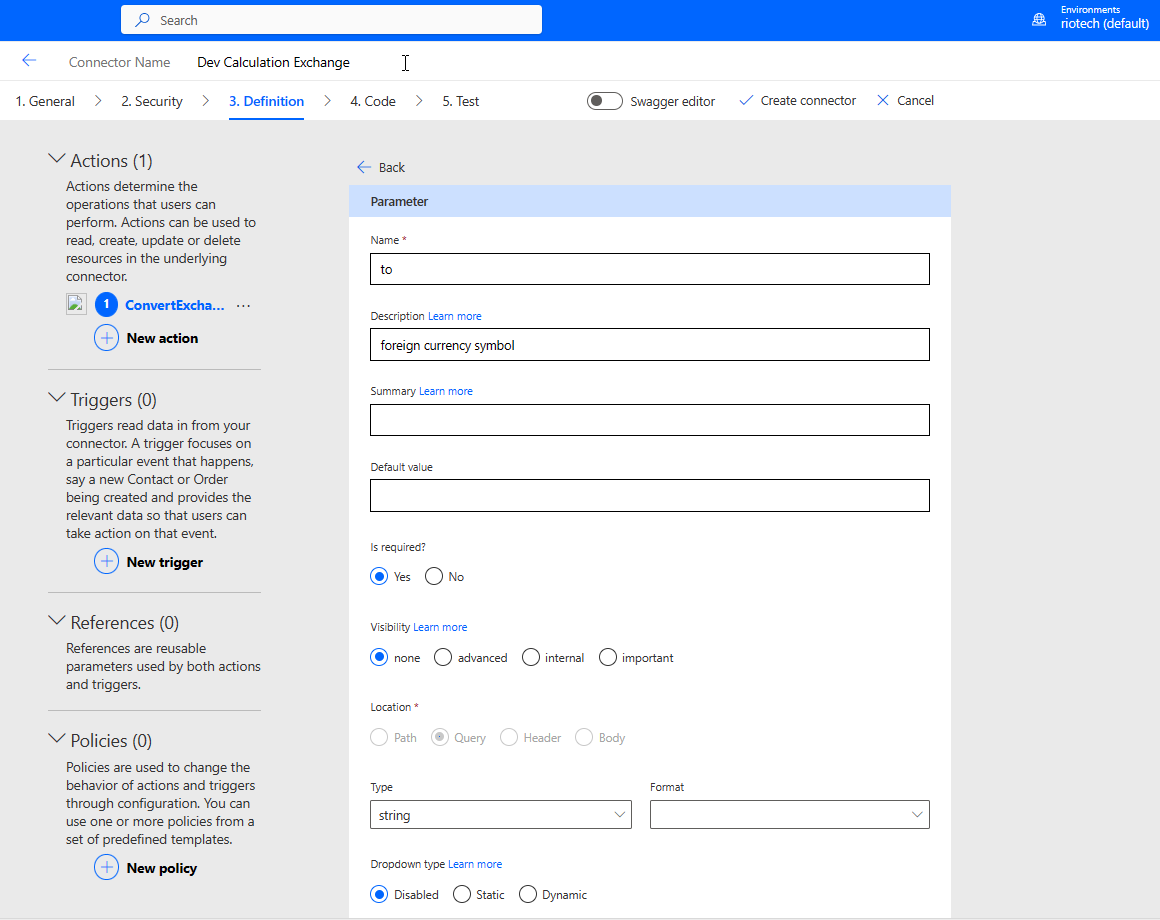 Search
Environments
riotech (default)
Connector Name
Dev Calculation Exchange
1. General
2. Security
3. Definition
4. Code
5. Test
Swagger editor
Create connector
Cancel
Actions (1)
Actions determine the
operations that users can
perform. Actions can be used to
read, create, update or delete
resources in the underlying
connector.
1
ConvertExcha...
...
New action
Triggers (0)
Triggers read data in from your
connector. A trigger focuses on
a particular event that happens,
say a new Contact or Order
being created and provides the
relevant data so that users can
take action on that event.
New trigger
References (0)
References are reusable
parameters used by both actions
and triggers.
Policies (0)
Policies are used to change the
behavior of actions and triggers
through configuration. You can
use one or more policies from a
set of predefined templates.
New policy
Back
Parameter
Name *
to
Description Learn more
foreign currency symbol
Summary Learn more
Default value
Is required?
Yes No
Visibility Learn more
none advanced internal important
Location *
Path Query Header Body
Type Format
string
Dropdown type Learn more
Disabled Static Dynamic